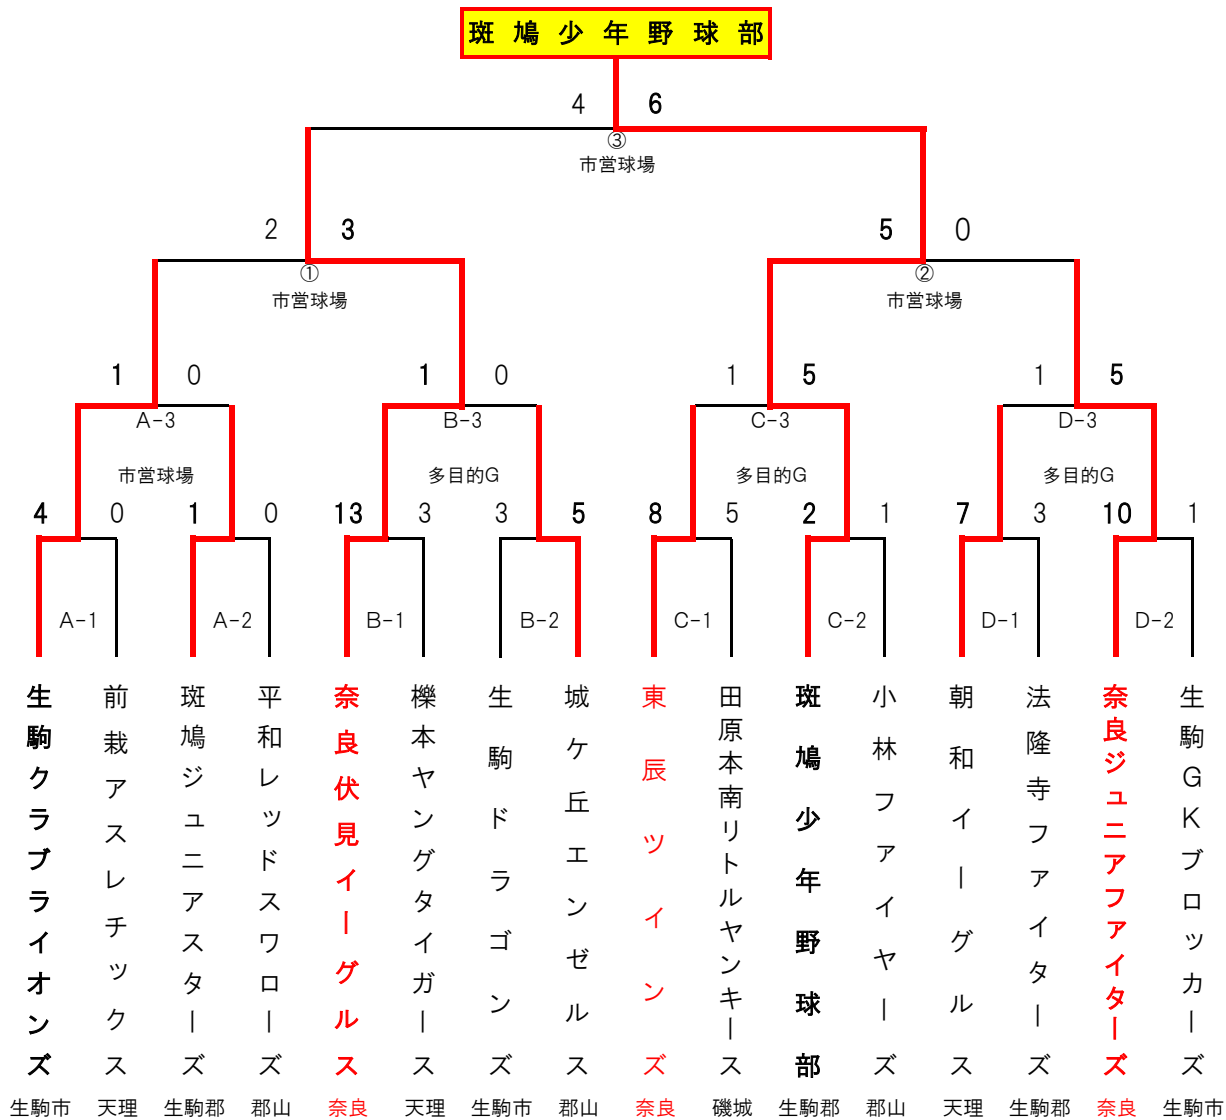 斑鳩少年野球部
4 6
③
市営球場
2 3 5 0
① ②
市営球場 市営球場
1 0 1 0 1 5 1 5
A-3 B-3 C-3 D-3
市営球場 多目的G 多目的G 多目的G
4 0 1 0 13 3 3 5 8 5 2 1 7 3 10 1
A-1 A-2 B-1 B-2 C-1 C-2 D-1 D-2
生駒クラブライオンズ
前栽アスレチックス
斑鳩ジュニアスターズ
平和レッドスワローズ
奈良伏見イーグルス
櫟本ヤングタイガース
生駒ドラゴンズ
城ケ丘エンゼルス
東辰ツインズ
田原本南リトルヤンキース
斑鳩少年野球部
小林ファイヤーズ
朝和イーグルス
法隆寺ファイターズ
奈良ジュニアファイターズ
生駒GKブロッカーズ
生駒市 天理 生駒郡 郡山 奈良 天理 生駒市 郡山 奈良 磯城 生駒郡 郡山 天理 生駒郡 奈良 生駒市